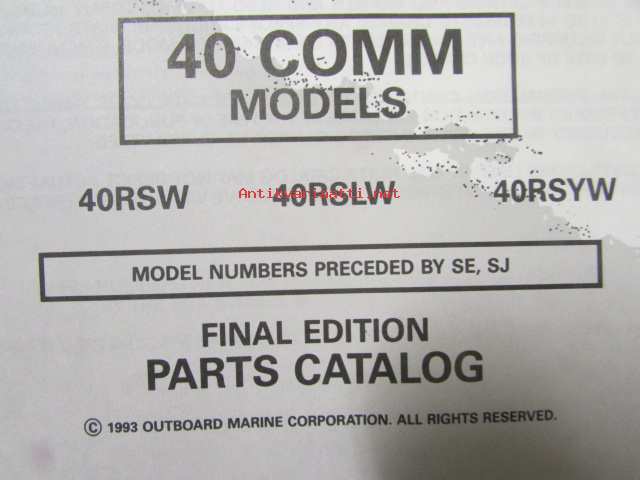 40 COMM
MODELS
40RSW 40RSLW 40RSYW
Antikvariaatti.net
MODEL NUMBERS PRECEDED BY SE, SJ
FINAL EDITION
PARTS CATALOG
© 1993 OUTBOARD MARINE CORPORATION. ALL RIGHTS RESERVED.